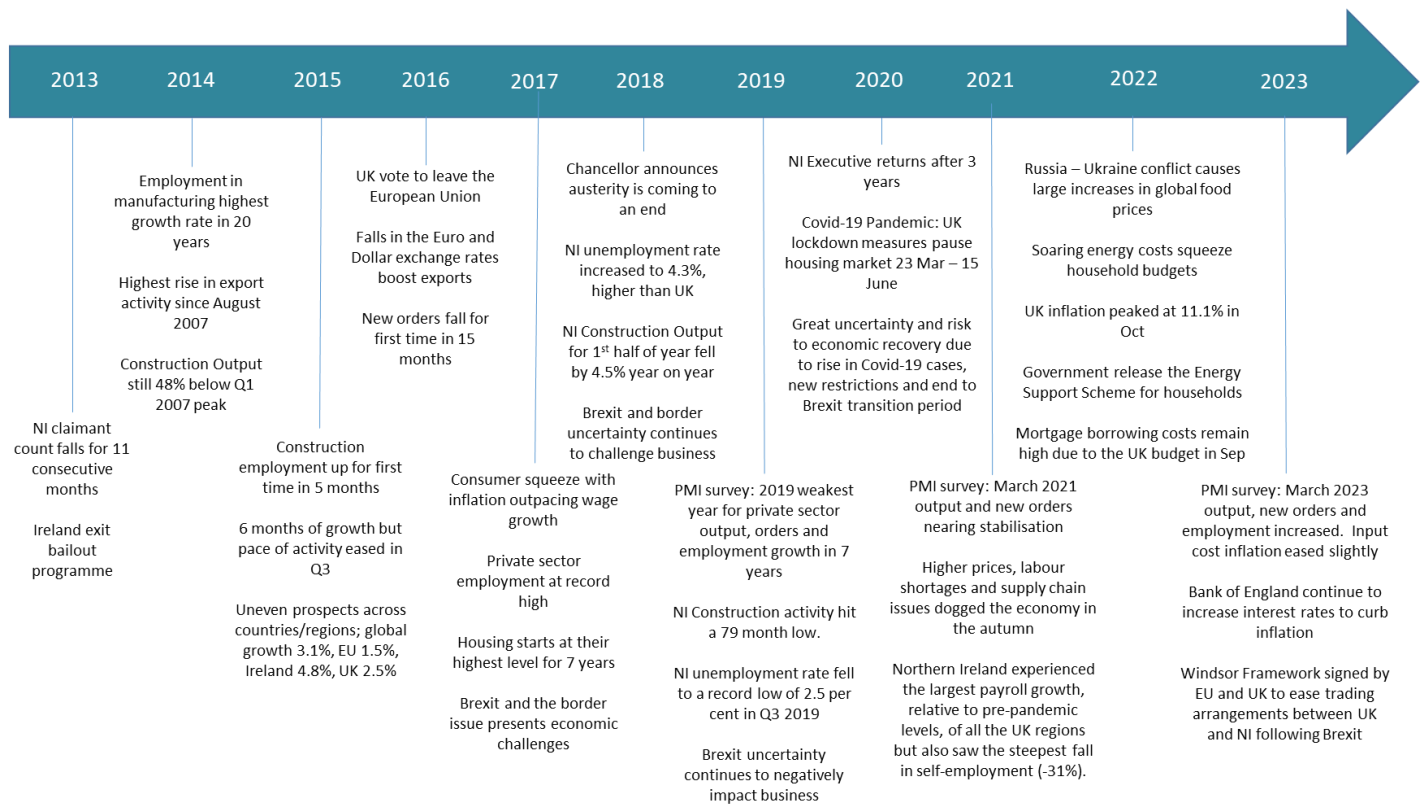 2013
2014
2015
2016
2017
2018
2019
2020
2021
2022
2023
NI claimant
count falls for 11
consecutive
months
Ireland exit
bailout
programme
Employment in
manufacturing highest
growth rate in 20
years
Highest rise in export
activity since August
2007
Construction Output
still 48% below Q1
2007 peak
Construction
employment up for first
time in 5 months
6 months of growth but
pace of activity eased in
Q3
Uneven prospects across
countries/regions; global
growth 3.1%, EU 1.5%,
Ireland 4.8%, UK 2.5%
UK vote to leave the
European Union
Falls in the Euro and
Dollar exchange rates
boost exports
New orders fall for
first time in 15
months
Consumer squeeze with
inflation outpacing wage
growth
Private sector
employment at record
high
Housing starts at their
highest level for 7 years
Brexit and the border
issue presents economic
challenges
Chancellor announces
austerity is coming to
an end
NI unemployment rate
increased to 4.3%,
higher than UK
NI Construction Output
for 1st half of year fell
by 4.5% year on year
Brexit and border
uncertainty continues
to challenge business
PMI survey: 2019 weakest
year for private sector
output, orders and
employment growth in 7
years
NI Construction activity hit
a 79 month low.
NI unemployment rate fell
to a record low of 2.5 per
cent in Q3 2019
Brexit uncertainty
continues to negatively
impact business
NI Executive returns after 3
years
Covid-19 Pandemic: UK
lockdown measures pause
housing market 23 Mar – 15
June
Great uncertainty and risk
to economic recovery due
to rise in Covid-19 cases,
new restrictions and end to
Brexit transition period
PMI survey: March 2021
output and new orders
nearing stabilisation
Higher prices, labour
shortages and supply chain
issues dogged the economy in
the autumn
Northern Ireland experienced
the largest payroll growth,
relative to pre-pandemic
levels, of all the UK regions
but also saw the steepest fall
in self-employment (-31%).
Russia – Ukraine conflict causes
large increases in global food
prices
Soaring energy costs squeeze
household budgets
UK inflation peaked at 11.1% in
Oct
Government release the Energy
Support Scheme for households
Mortgage borrowing costs remain
high due to the UK budget in Sep
PMI survey: March 2023
output, new orders and
employment increased. Input
cost inflation eased slightly
Bank of England continue to
increase interest rates to curb
inflation
Windsor Framework signed by
EU and UK to ease trading
arrangements between UK
and NI following Brexit